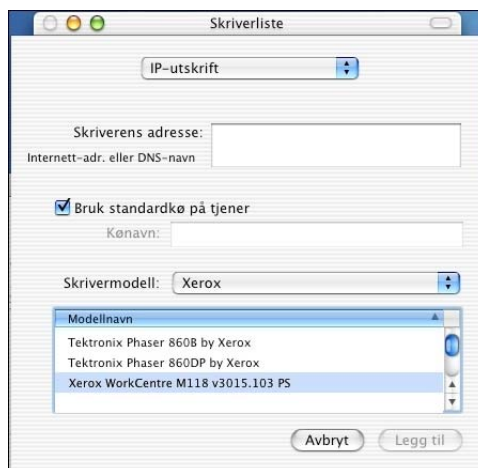 Skriverliste
IP-utskrift
Skriverens adresse:
Internett-adr. eller DNS-navn
Bruk standardkø på tjener
Kønavn:
Skrivermodell: Xerox
Modellnavn
Tektronix Phaser 860B by Xerox
Tektronix Phaser 860DP by Xerox
Xerox WorkCentre M118 v3015.103 PS
Avbryt Legg til